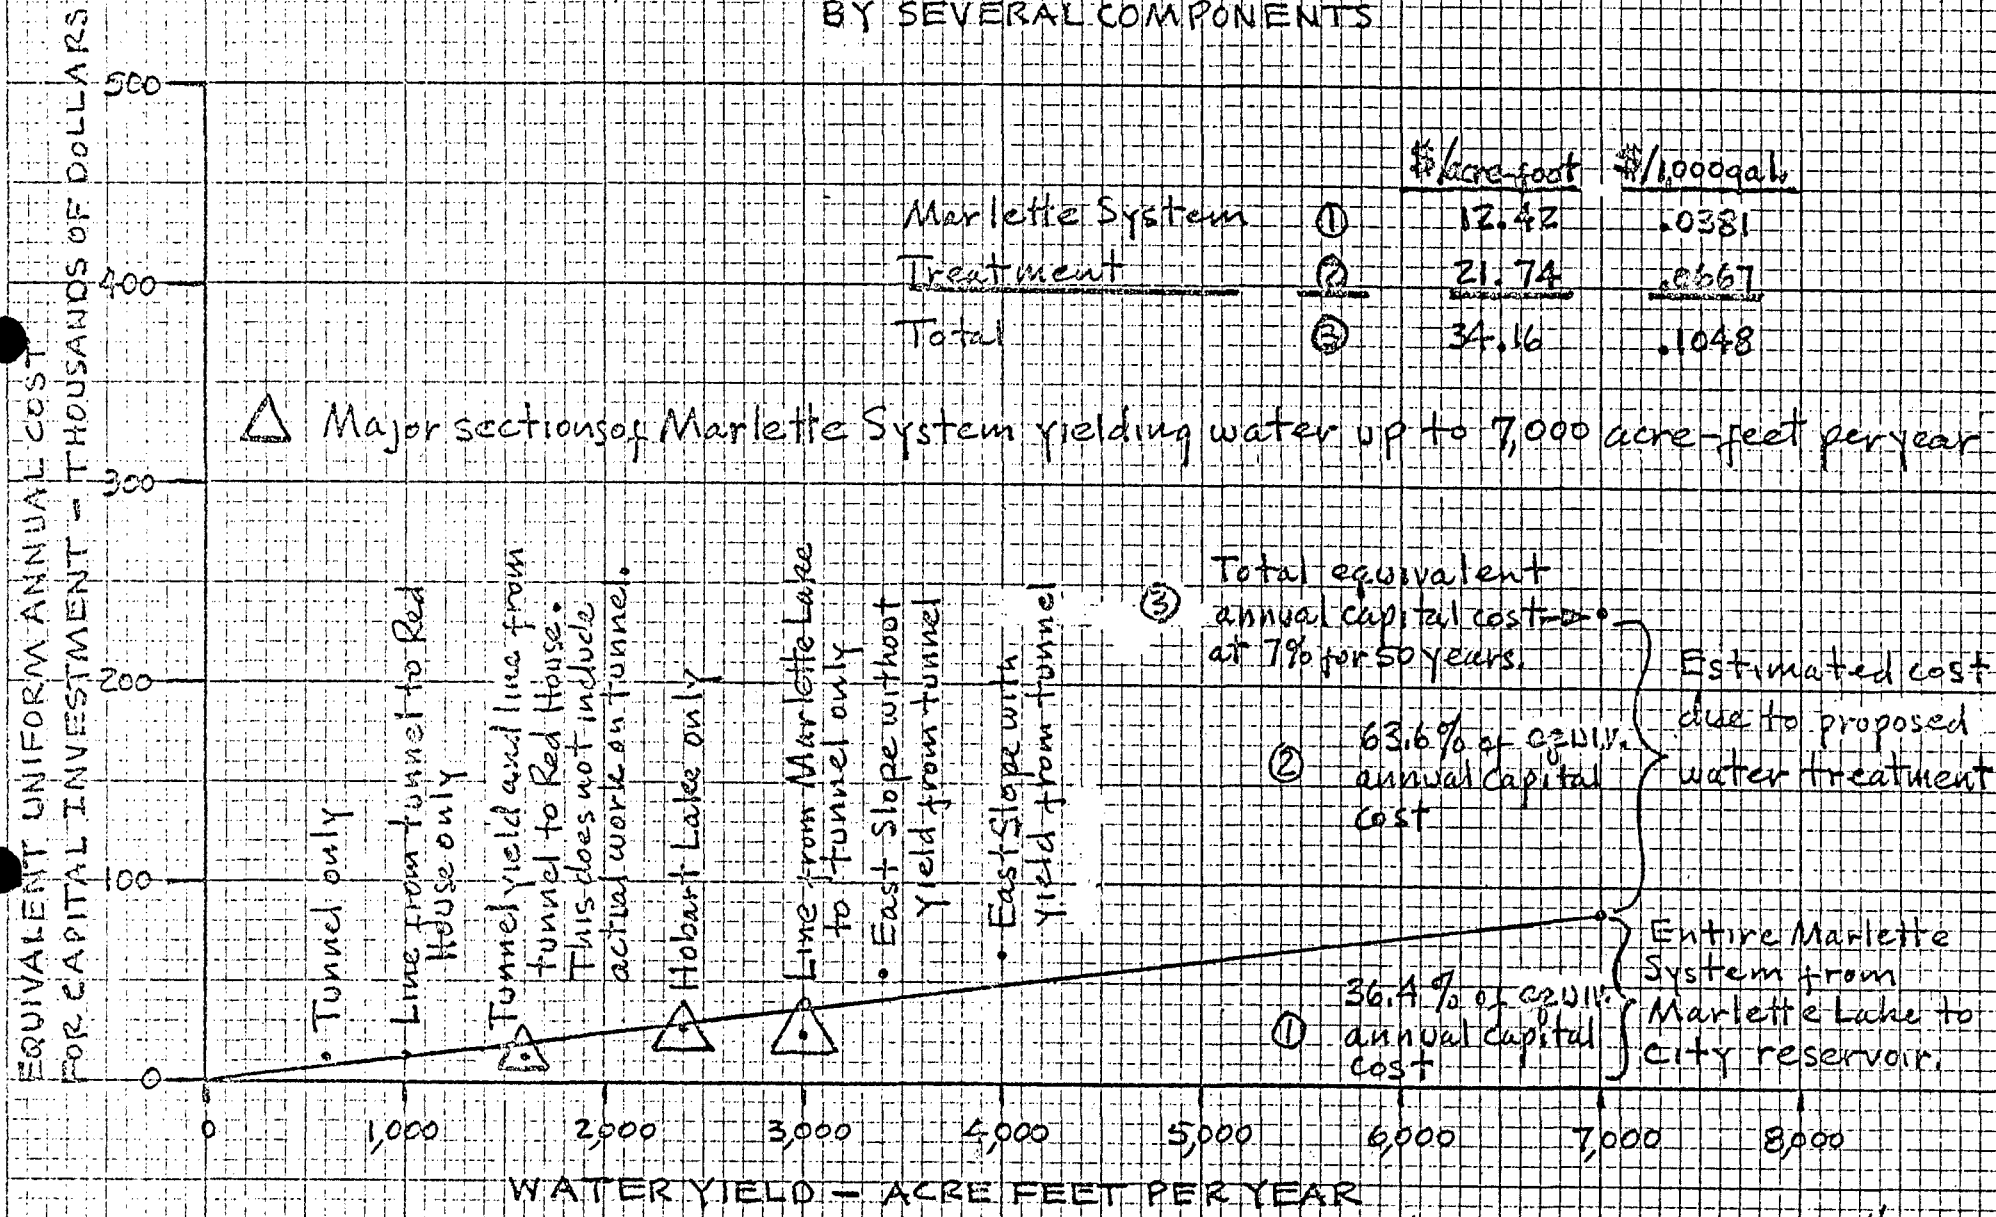 BY SEVERAL COMPONENTS
EQUIVALENT UNIFORM ANNUAL COST
FOR CAPITAL INVESTMENT - THOUSANDS OF DOLLARS
500
400
300
200
100
0
$/acre-foot $/1,000gal.
Marlette System ① 12.42 .0381
Treatment ② 21.74 .0667
Total ③ 34.16 .1048
△ Major sections of Marlette System yielding water up to 7,000 acre-feet per year
Tunnel only
Line from tunnel to Red
House only
Tunnel yield and line from
tunnel to Red House.
This does not include
actual work on tunnel.
Hobart Lake only
Line from Marlette Lake
to tunnel only
East Slope without
yield from tunnel
East Slope with
yield from tunnel
③ Total equivalent
annual capital cost
at 7% for 50 years.
② 63.6% of equiv.
annual capital
cost
Estimated cost
due to proposed
water treatment
① 36.4% of equiv.
annual capital
cost
Entire Marlette
System from
Marlette Lake to
City reservoir.
0 1,000 2,000 3,000 4,000 5,000 6,000 7,000 8,000
WATER YIELD - ACRE FEET PER YEAR